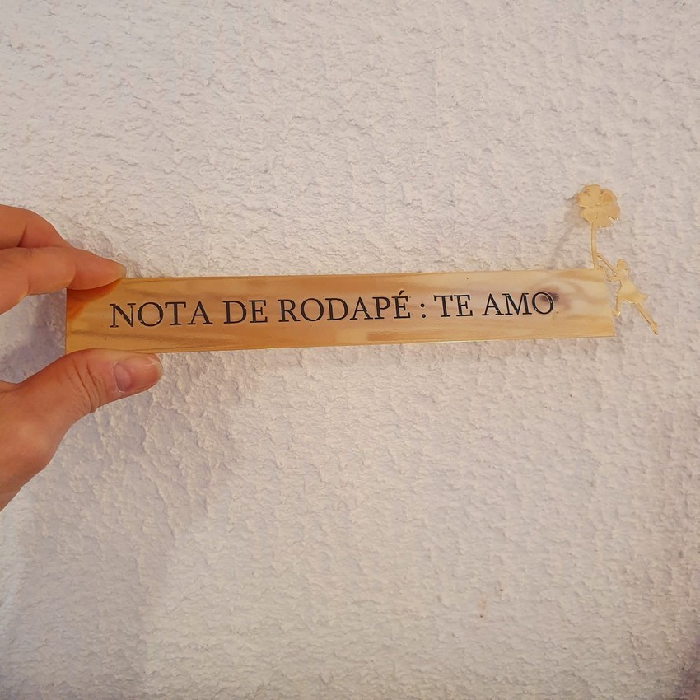 NOTA DE RODAPÉ : TE AMO